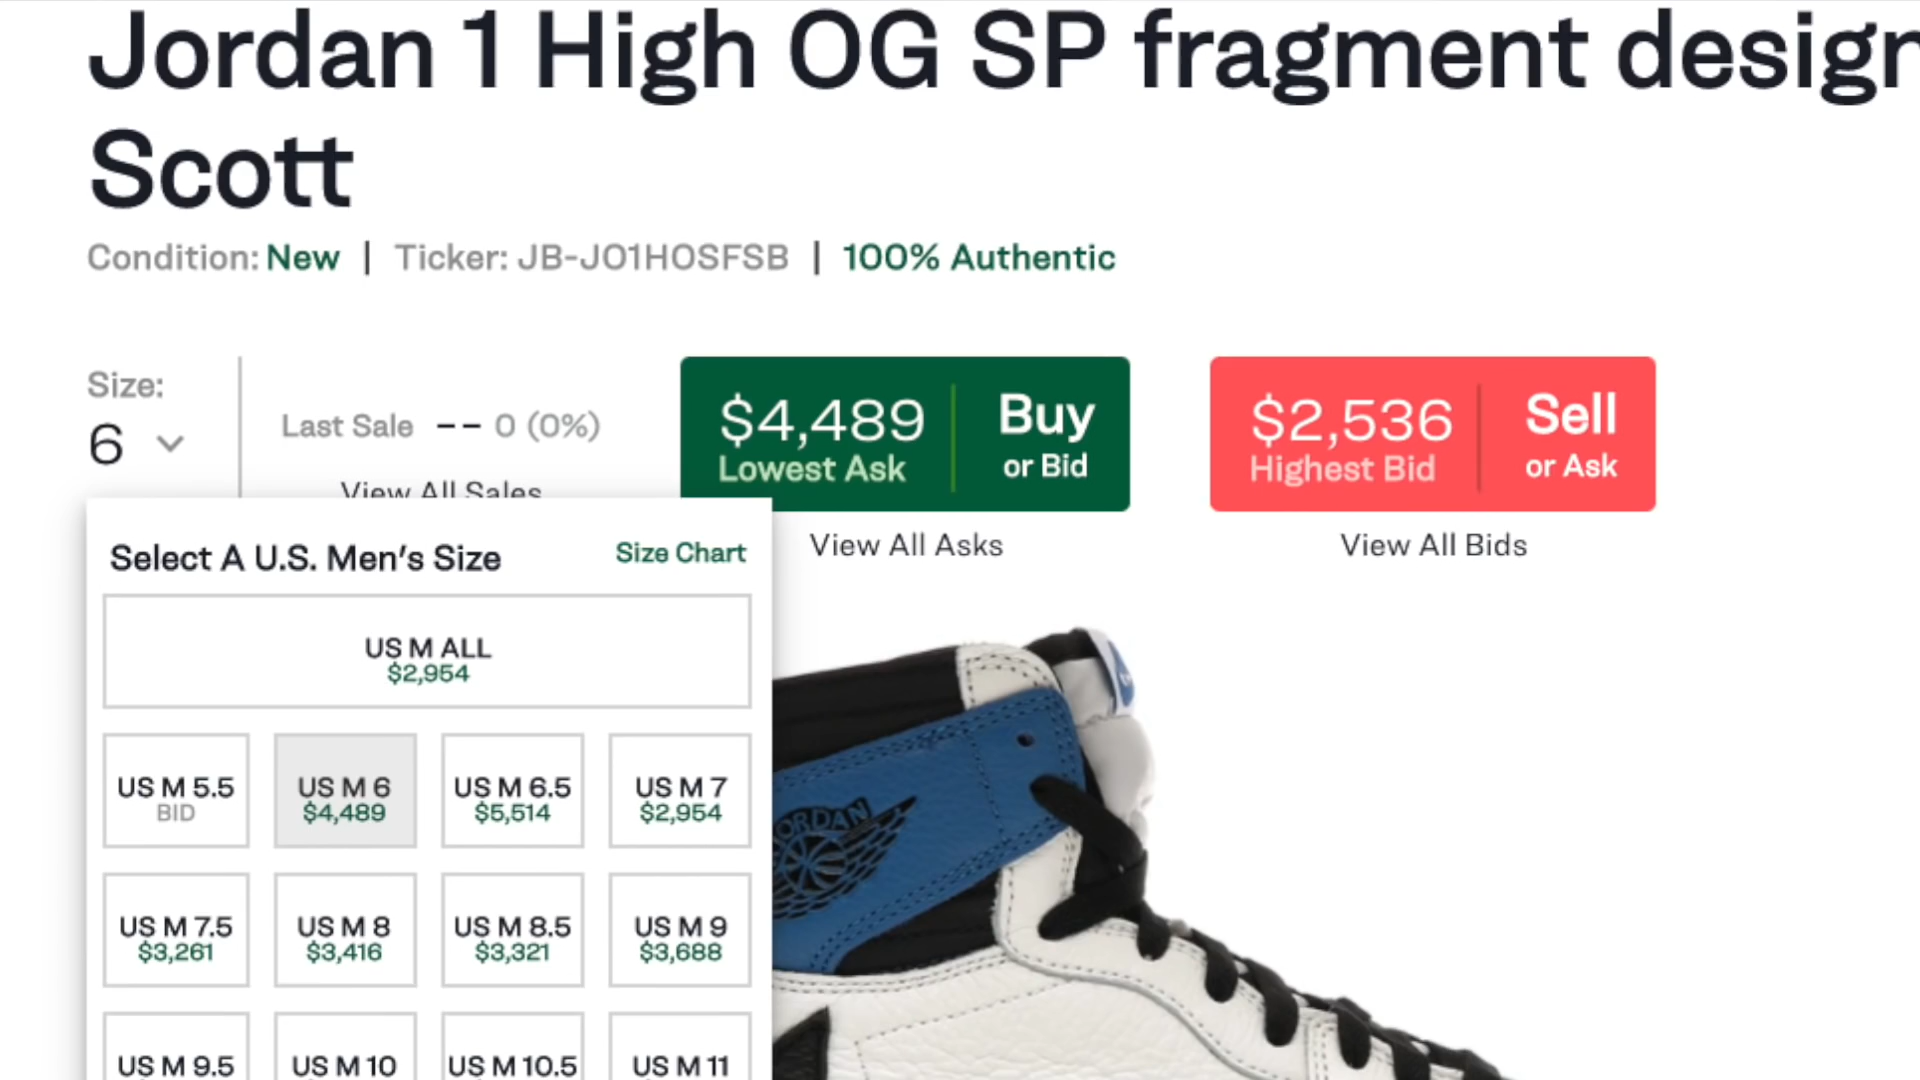 Jordan 1 High OG SP fragment design
Scott
Condition: New | Ticker: JB-JO1HOSFSB | 100% Authentic
Size:
6
Last Sale -- 0 (0%)
View All Sales
$4,489
Lowest Ask
Buy
or Bid
View All Asks
$2,536
Highest Bid
Sell
or Ask
View All Bids
Select A U.S. Men's Size
Size Chart
US M ALL
$2,954
US M 5.5
BID
US M 6
$4,489
US M 6.5
$5,514
US M 7
$2,954
US M 7.5
$3,261
US M 8
$3,416
US M 8.5
$3,321
US M 9
$3,688
US M 9.5
US M 10
US M 10.5
US M 11